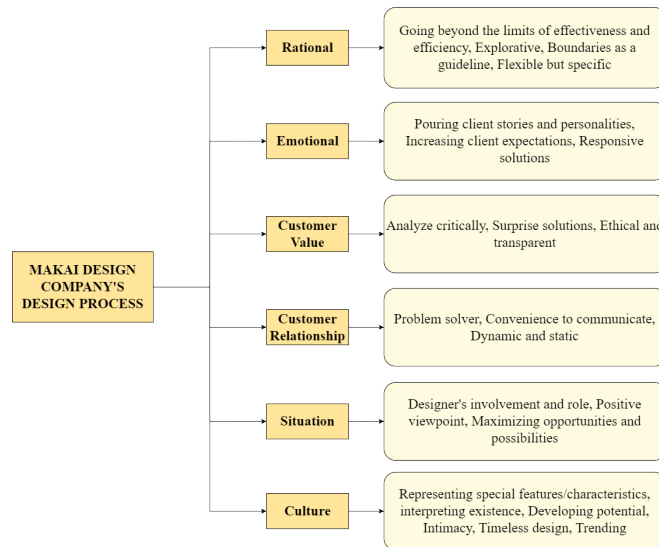 Rational
Going beyond the limits of effectiveness and
efficiency, Explorative, Boundaries as a
guideline, Flexible but specific
Emotional
Pouring client stories and personalities,
Increasing client expectations, Responsive
solutions
Customer
Value
Analyze critically, Surprise solutions, Ethical and
transparent
MAKAI DESIGN
COMPANY'S
DESIGN PROCESS
Customer
Relationship
Problem solver, Convenience to communicate,
Dynamic and static
Situation
Designer's involvement and role, Positive
viewpoint, Maximizing opportunities and
possibilities
Culture
Representing special features/characteristics,
interpreting existence, Developing potential,
Intimacy, Timeless design, Trending